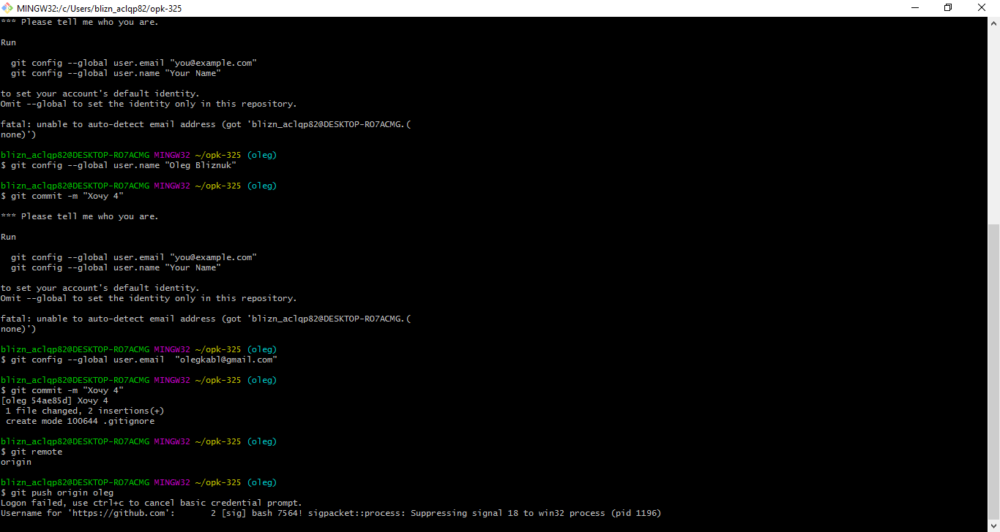 MINGW32:/c/Users/blizn_aclqp82/opk-325
*** Please tell me who you are.
Run
git config --global user.email "you@example.com"
git config --global user.name "Your Name"
to set your account's default identity.
Omit --global to set the identity only in this repository.
fatal: unable to auto-detect email address (got 'blizn_aclqp82@DESKTOP-RO7ACMG.(
none)')
blizn_aclqp82@DESKTOP-RO7ACMG MINGW32 ~/opk-325 (oleg)
$ git config --global user.name "Oleg Bliznuk"
blizn_aclqp82@DESKTOP-RO7ACMG MINGW32 ~/opk-325 (oleg)
$ git commit -m "Хочу 4"
*** Please tell me who you are.
Run
git config --global user.email "you@example.com"
git config --global user.name "Your Name"
to set your account's default identity.
Omit --global to set the identity only in this repository.
fatal: unable to auto-detect email address (got 'blizn_aclqp82@DESKTOP-RO7ACMG.(
none)')
blizn_aclqp82@DESKTOP-RO7ACMG MINGW32 ~/opk-325 (oleg)
$ git config --global user.email  "olegkabl@gmail.com"
blizn_aclqp82@DESKTOP-RO7ACMG MINGW32 ~/opk-325 (oleg)
$ git commit -m "Хочу 4"
[oleg 54ae85d] Хочу 4
1 file changed, 2 insertions(+)
create mode 100644 .gitignore
blizn_aclqp82@DESKTOP-RO7ACMG MINGW32 ~/opk-325 (oleg)
$ git remote
origin
blizn_aclqp82@DESKTOP-RO7ACMG MINGW32 ~/opk-325 (oleg)
$ git push origin oleg
Logon failed, use ctrl+c to cancel basic credential prompt.
Username for 'https://github.com':       2 [sig] bash 7564! sigpacket::process: Suppressing signal 18 to win32 process (pid 1196)